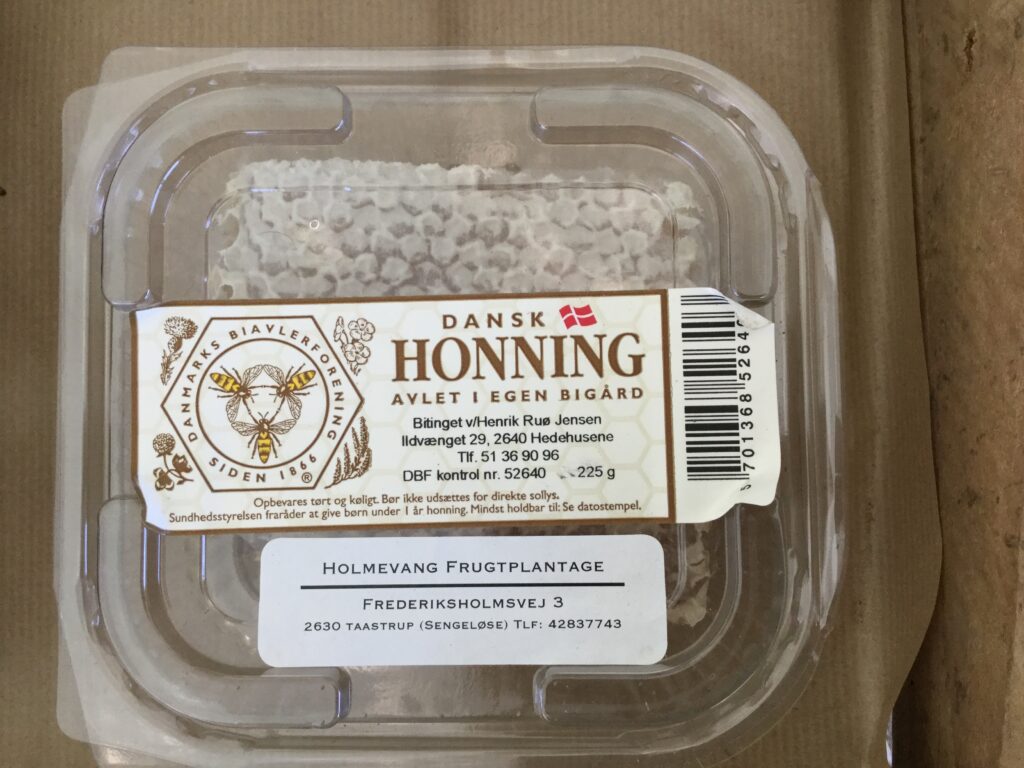 DANMARKS BIAVLERFORENING
SIDEN 1866
®
DANSK
HONNING
AVLET I EGEN BIGÅRD
Bitinget v/Henrik Ruø Jensen
Ildvænget 29, 2640 Hedehusene
Tlf. 51 36 90 96
DBF kontrol nr. 52640 225 g
Opbevares tørt og køligt. Bør ikke udsættes for direkte sollys.
Sundhedsstyrelsen fraråder at give børn under 1 år honning. Mindst holdbar til: Se datostempel.
5 701368 52640
HOLMEVANG FRUGTPLANTAGE
FREDERIKSHOLMSVEJ 3
2630 TAASTRUP (SENGELØSE) TLF: 42837743